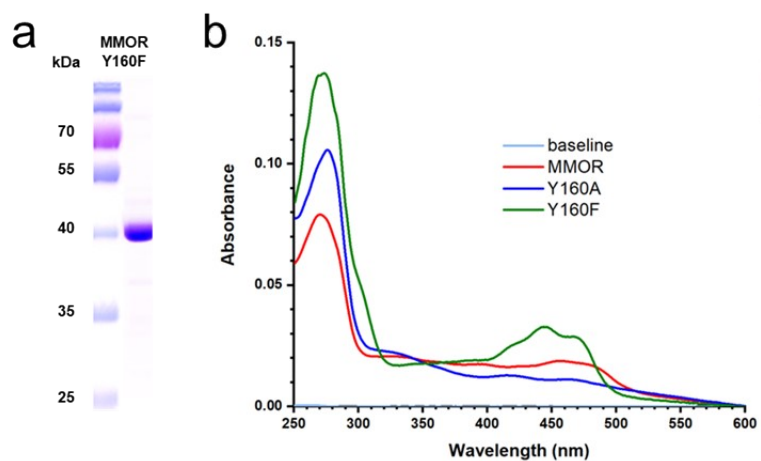 a
MMOR
Y160F
kDa
70
55
40
35
25
b
0.15
0.10
0.05
0.00
Absorbance
baseline
MMOR
Y160A
Y160F
250 300 350 400 450 500 550 600
Wavelength (nm)